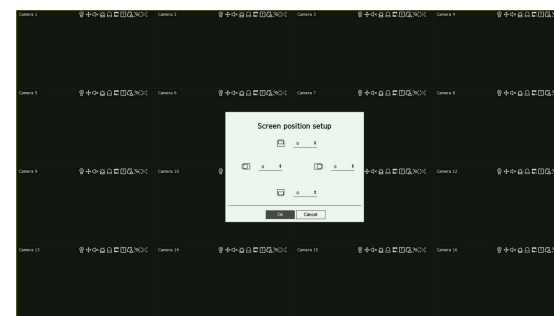 Camera 1 Camera 2 Camera 3 Camera 4
Camera 5 Camera 6 Camera 7 Camera 8
Screen position setup
0
0 0
0
Ok Cancel
Camera 9 Camera 10 Camera 12
Camera 13 Camera 14 Camera 15 Camera 16